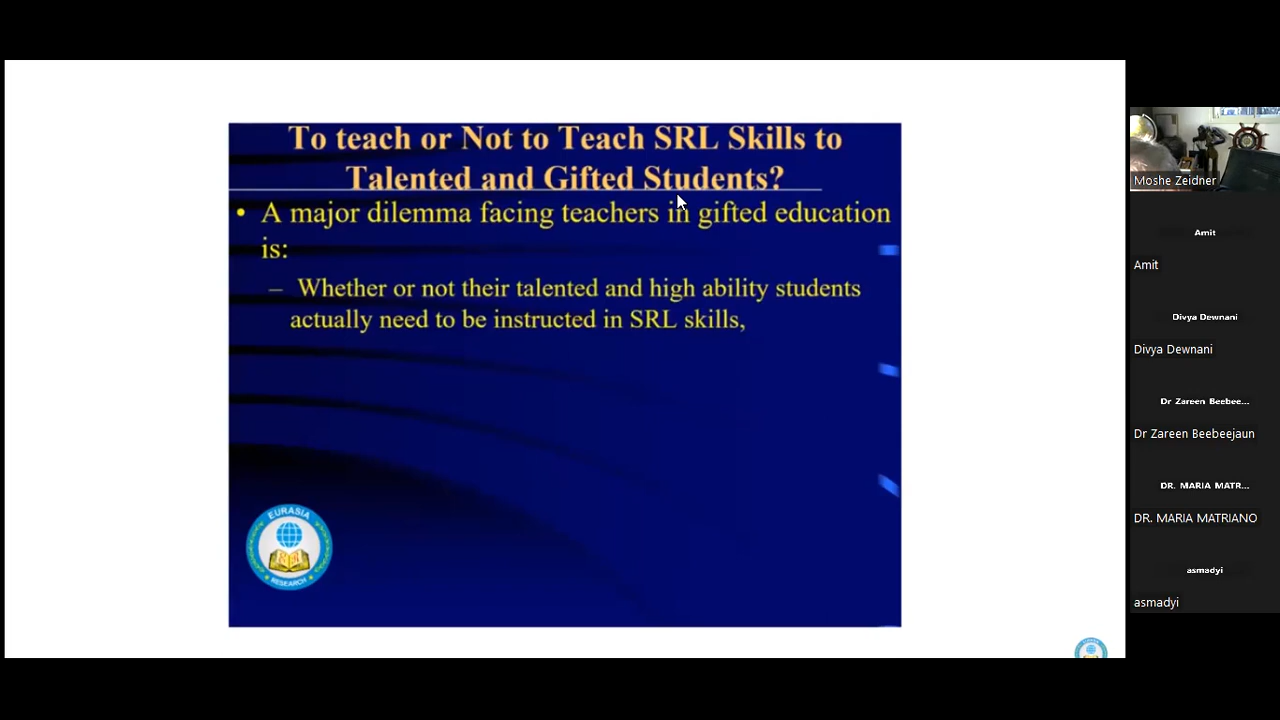 To teach or Not to Teach SRL Skills to
Talented and Gifted Students?
• A major dilemma facing teachers in gifted education
is:
– Whether or not their talented and high ability students
actually need to be instructed in SRL skills,
EURASIA
RESEARCH
Moshe Zeidner
Amit
Amit
Divya Dewnani
Divya Dewnani
Dr Zareen Beebee...
Dr Zareen Beebeejaun
DR. MARIA MATR...
DR. MARIA MATRIANO
asmadyi
asmadyi